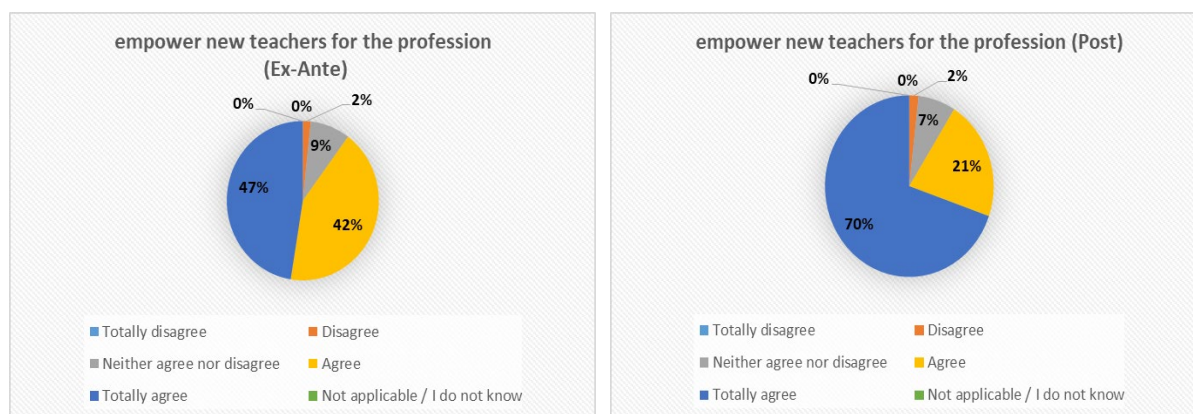 empower new teachers for the profession
(Ex-Ante)
0%
0%
2%
9%
47%
42%
Totally disagree
Disagree
Neither agree nor disagree
Agree
Totally agree
Not applicable / I do not know
empower new teachers for the profession (Post)
0%
0%
2%
7%
21%
70%
Totally disagree
Disagree
Neither agree nor disagree
Agree
Totally agree
Not applicable / I do not know